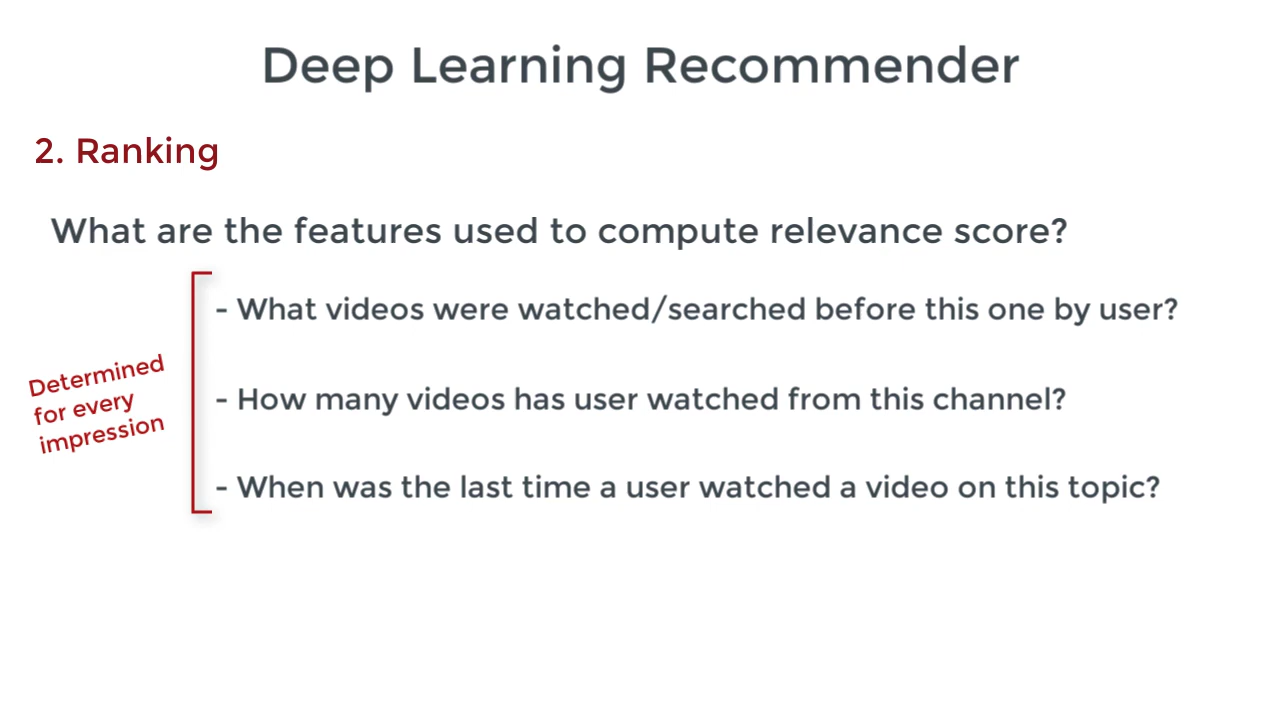 Deep Learning Recommender
2. Ranking
What are the features used to compute relevance score?
- What videos were watched/searched before this one by user?
- How many videos has user watched from this channel?
- When was the last time a user watched a video on this topic?
Determined
for every
impression